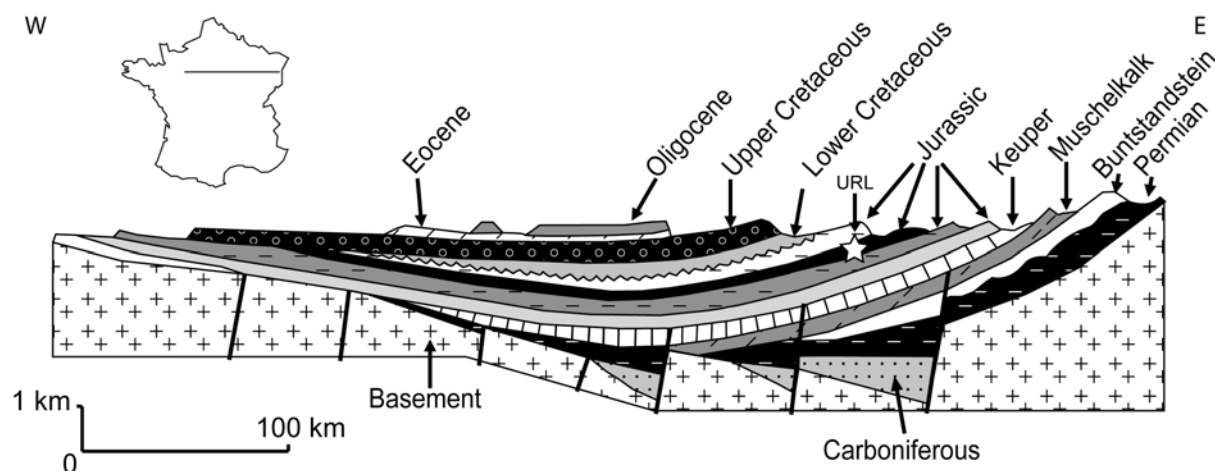 W
E
Eocene
Oligocene
Upper Cretaceous
Lower Cretaceous
URL
Jurassic
Keuper
Muschelkalk
Buntstandstein
Permian
Basement
Carboniferous
1 km
0
100 km